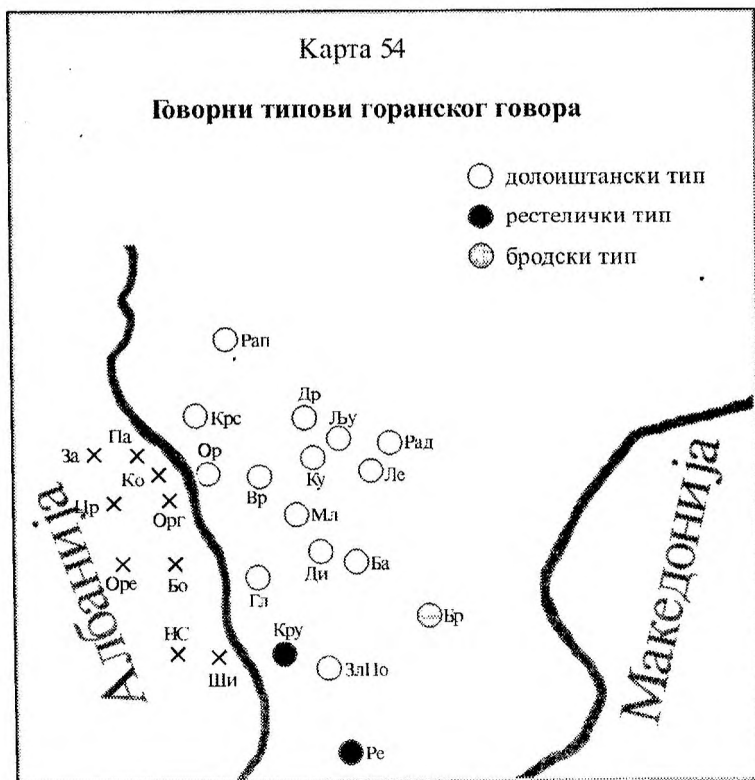 Карта 54
Говорни типови горанског говора
долоиштански тип
рестелички тип
бродски тип
Рап
Др
Крс
Љу
Рад
Па
За
Ор
Ко
Ку
Ле
Вр
Цр
Орг
Мл
Ди
Ба
Оре
Бо
Гл
Бр
НС
Кру
Ши
ЗлПо
Ре
Албанија
Македонија